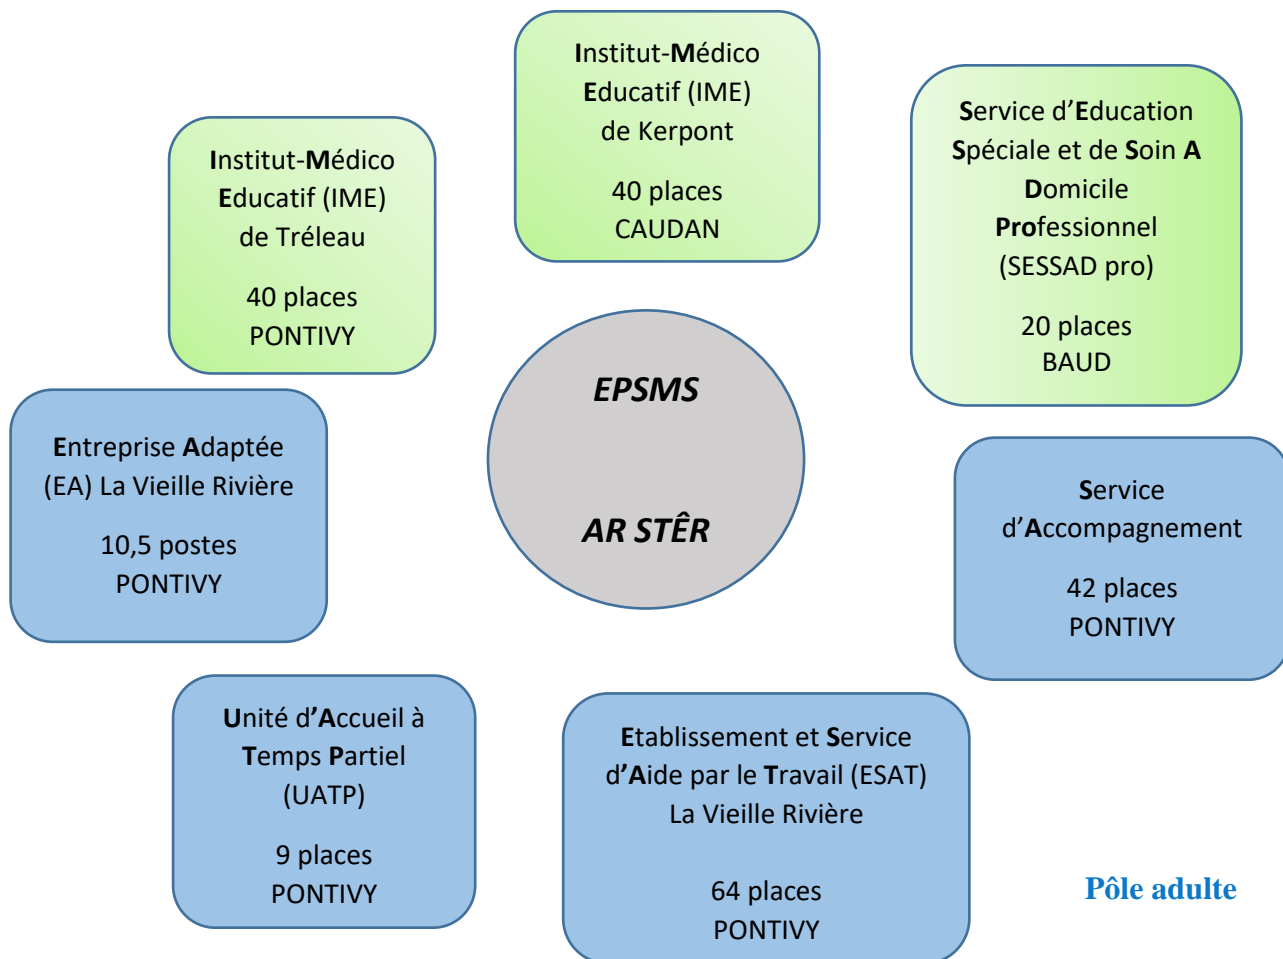 Institut-Médico
Educatif (IME)
de Kerpont
40 places
CAUDAN
Service d’Education
Spéciale et de Soin A
Domicile
Professionnel
(SESSAD pro)
20 places
BAUD
Institut-Médico
Educatif (IME)
de Tréleau
40 places
PONTIVY
EPSMS
AR STÊR
Entreprise Adaptée
(EA) La Vieille Rivière
10,5 postes
PONTIVY
Service
d’Accompagnement
42 places
PONTIVY
Unité d’Accueil à
Temps Partiel
(UATP)
9 places
PONTIVY
Etablissement et Service
d’Aide par le Travail (ESAT)
La Vieille Rivière
64 places
PONTIVY
Pôle adulte